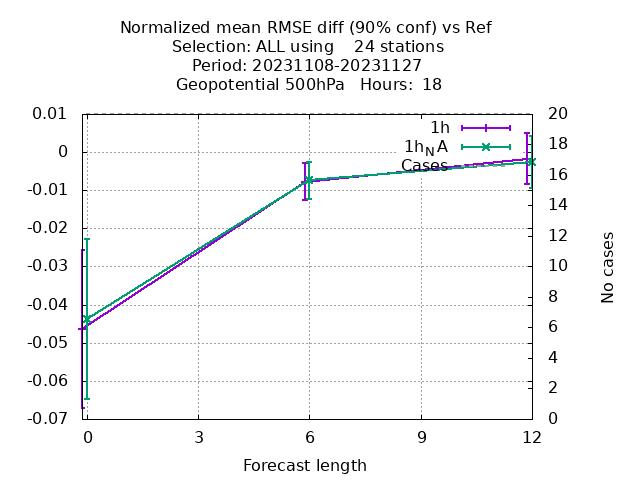 Normalized mean RMSE diff (90% conf) vs Ref
Selection: ALL using 24 stations
Period: 20231108-20231127
Geopotential 500hPa Hours: 18
0.01
0
-0.01
-0.02
-0.03
-0.04
-0.05
-0.06
-0.07
1h
1hNA
Cases
20
18
16
14
12
10
8
6
4
2
0
No cases
0 3 6 9 12
Forecast length